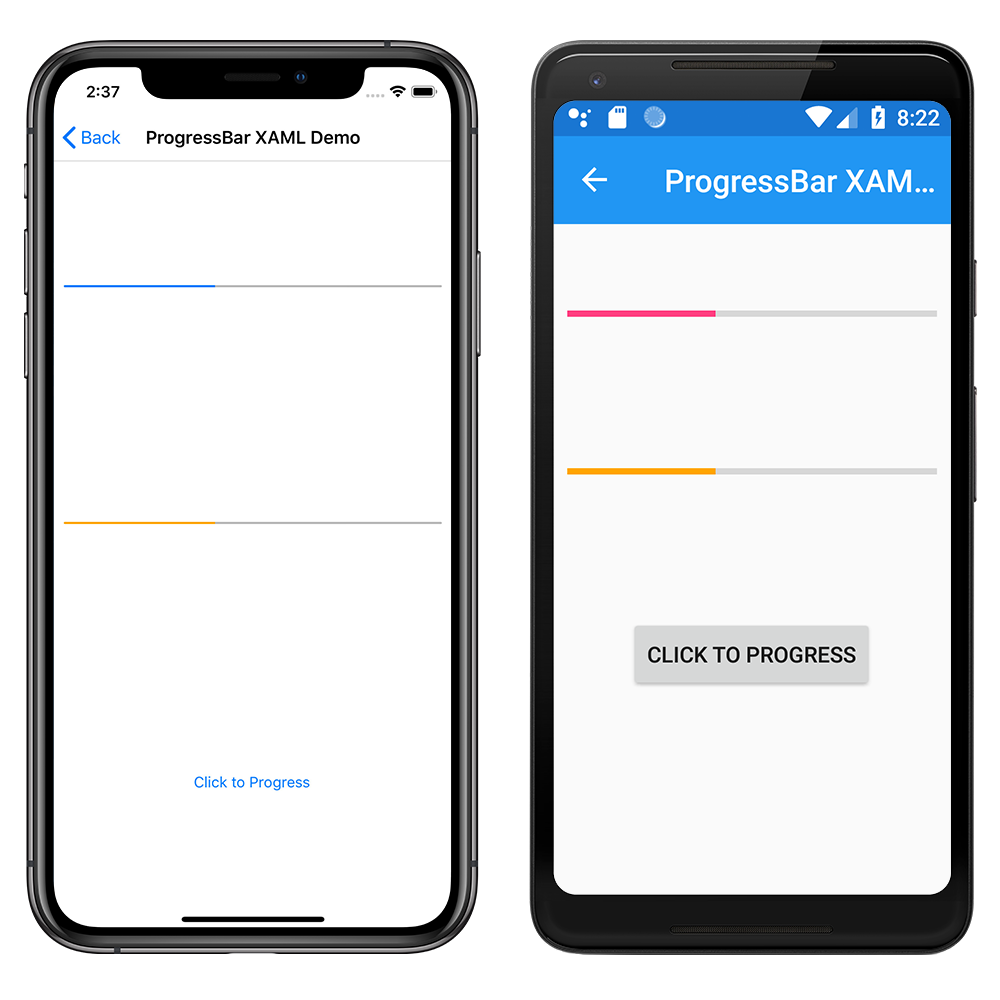 2:37
Back
ProgressBar XAML Demo
Click to Progress
8:22
ProgressBar XAM...
CLICK TO PROGRESS